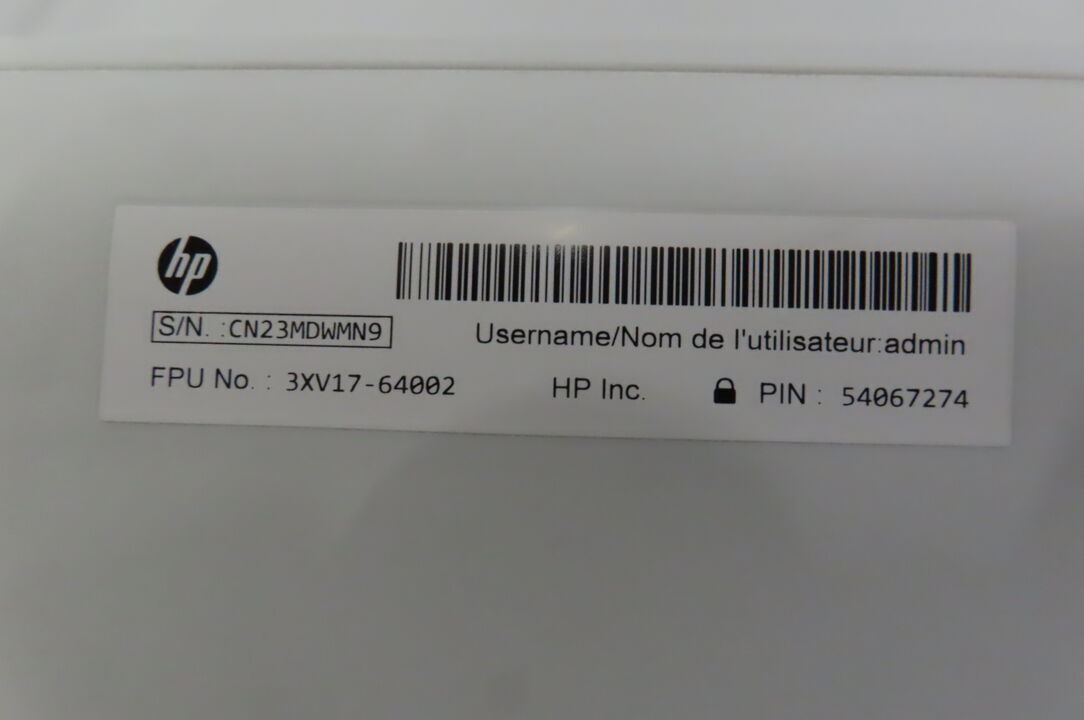 hp
S/N. :CN23MDWMN9
Username/Nom de l'utilisateur:admin
FPU No. : 3XV17-64002
HP Inc.
PIN : 54067274